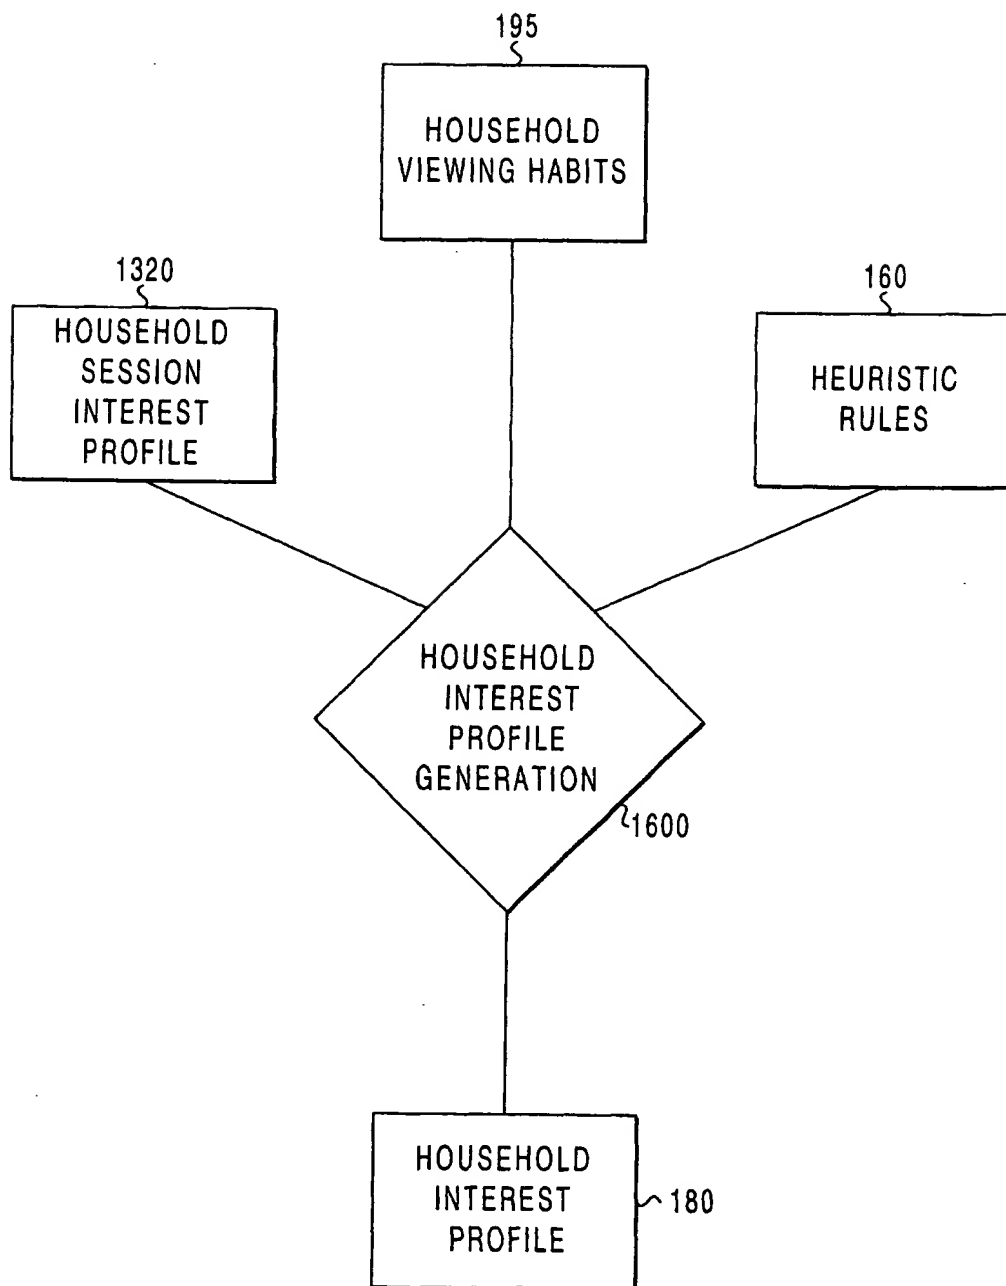 195
HOUSEHOLD
VIEWING HABITS
1320
HOUSEHOLD
SESSION
INTEREST
PROFILE
160
HEURISTIC
RULES
HOUSEHOLD
INTEREST
PROFILE
GENERATION
1600
HOUSEHOLD
INTEREST
PROFILE
180